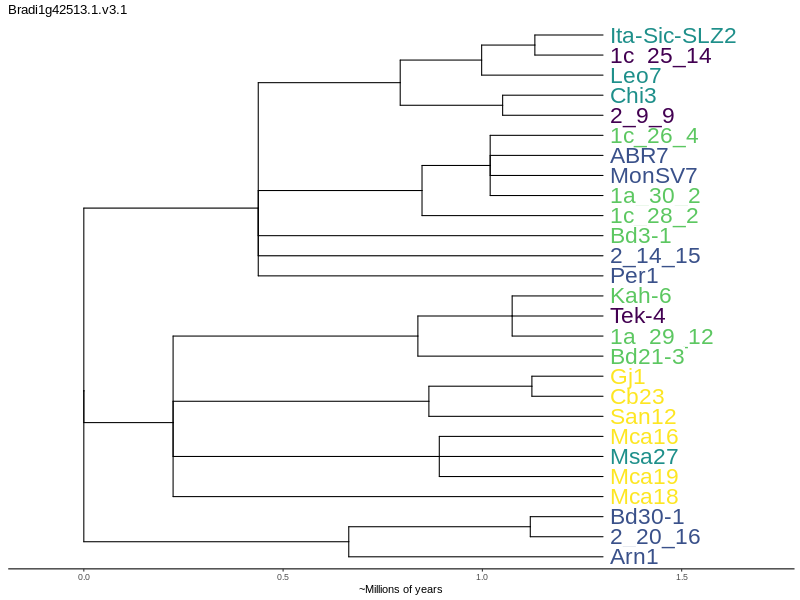 Bradi1g42513.1.v3.1
Ita-Sic-SLZ2
1c_25_14
Leo7
Chi3
2_9_9
1c_26_4
ABR7
MonSV7
1a_30_2
1c_28_2
Bd3-1
2_14_15
Per1
Kah-6
Tek-4
1a_29_12
Bd21-3
Gj1
Cb23
San12
Mca16
Msa27
Mca19
Mca18
Bd30-1
2_20_16
Arn1
0.0 0.5 1.0 1.5
~Millions of years